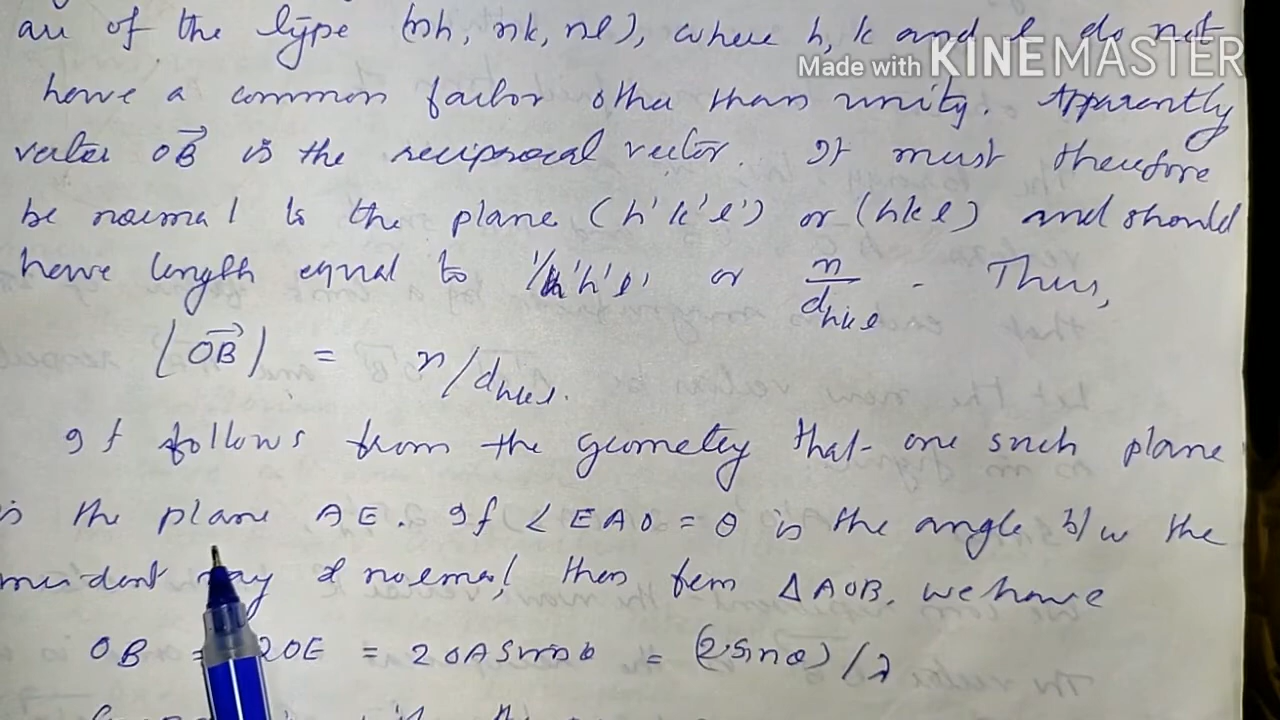 are of the type (nh, nk, nl), where h, k and l do not
Made with KINEMASTER
have a common factor other than unity. Apparently
vector OB⃗ is the reciprocal vector. It must therefore
be normal to the plane (h'k'l') or (hkl) and should
have length equal to 1/h'k'l' or n/dhkl. Thus,
|OB⃗| = n/dhkl.
It follows from the geometry that one such plane
is the plane AE. If ∠EAO = θ is the angle b/w the
incident ray & normal, then from ΔAOB, we have
OB = 2OE = 2OA sinθ = (2sinθ)/λ